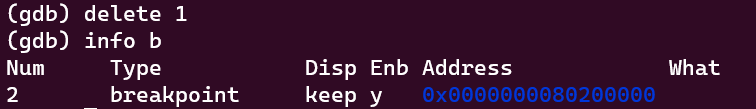 (gdb) delete 1
(gdb) info b
Num     Type           Disp Enb Address            What
2       breakpoint     keep y   0x0000000080200000